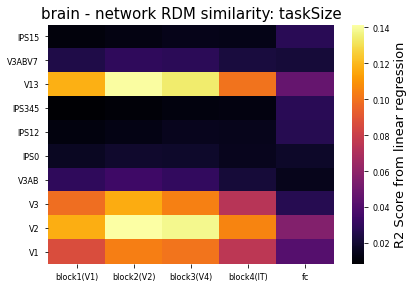 brain - network RDM similarity: taskSize
IPS15
V3ABV7
V13
IPS345
IPS12
IPS0
V3AB
V3
V2
V1
block1(V1) block2(V2) block3(V4) block4(IT) fc
0.14
0.12
0.10
0.08
0.06
0.04
0.02
R2 Score from linear regression